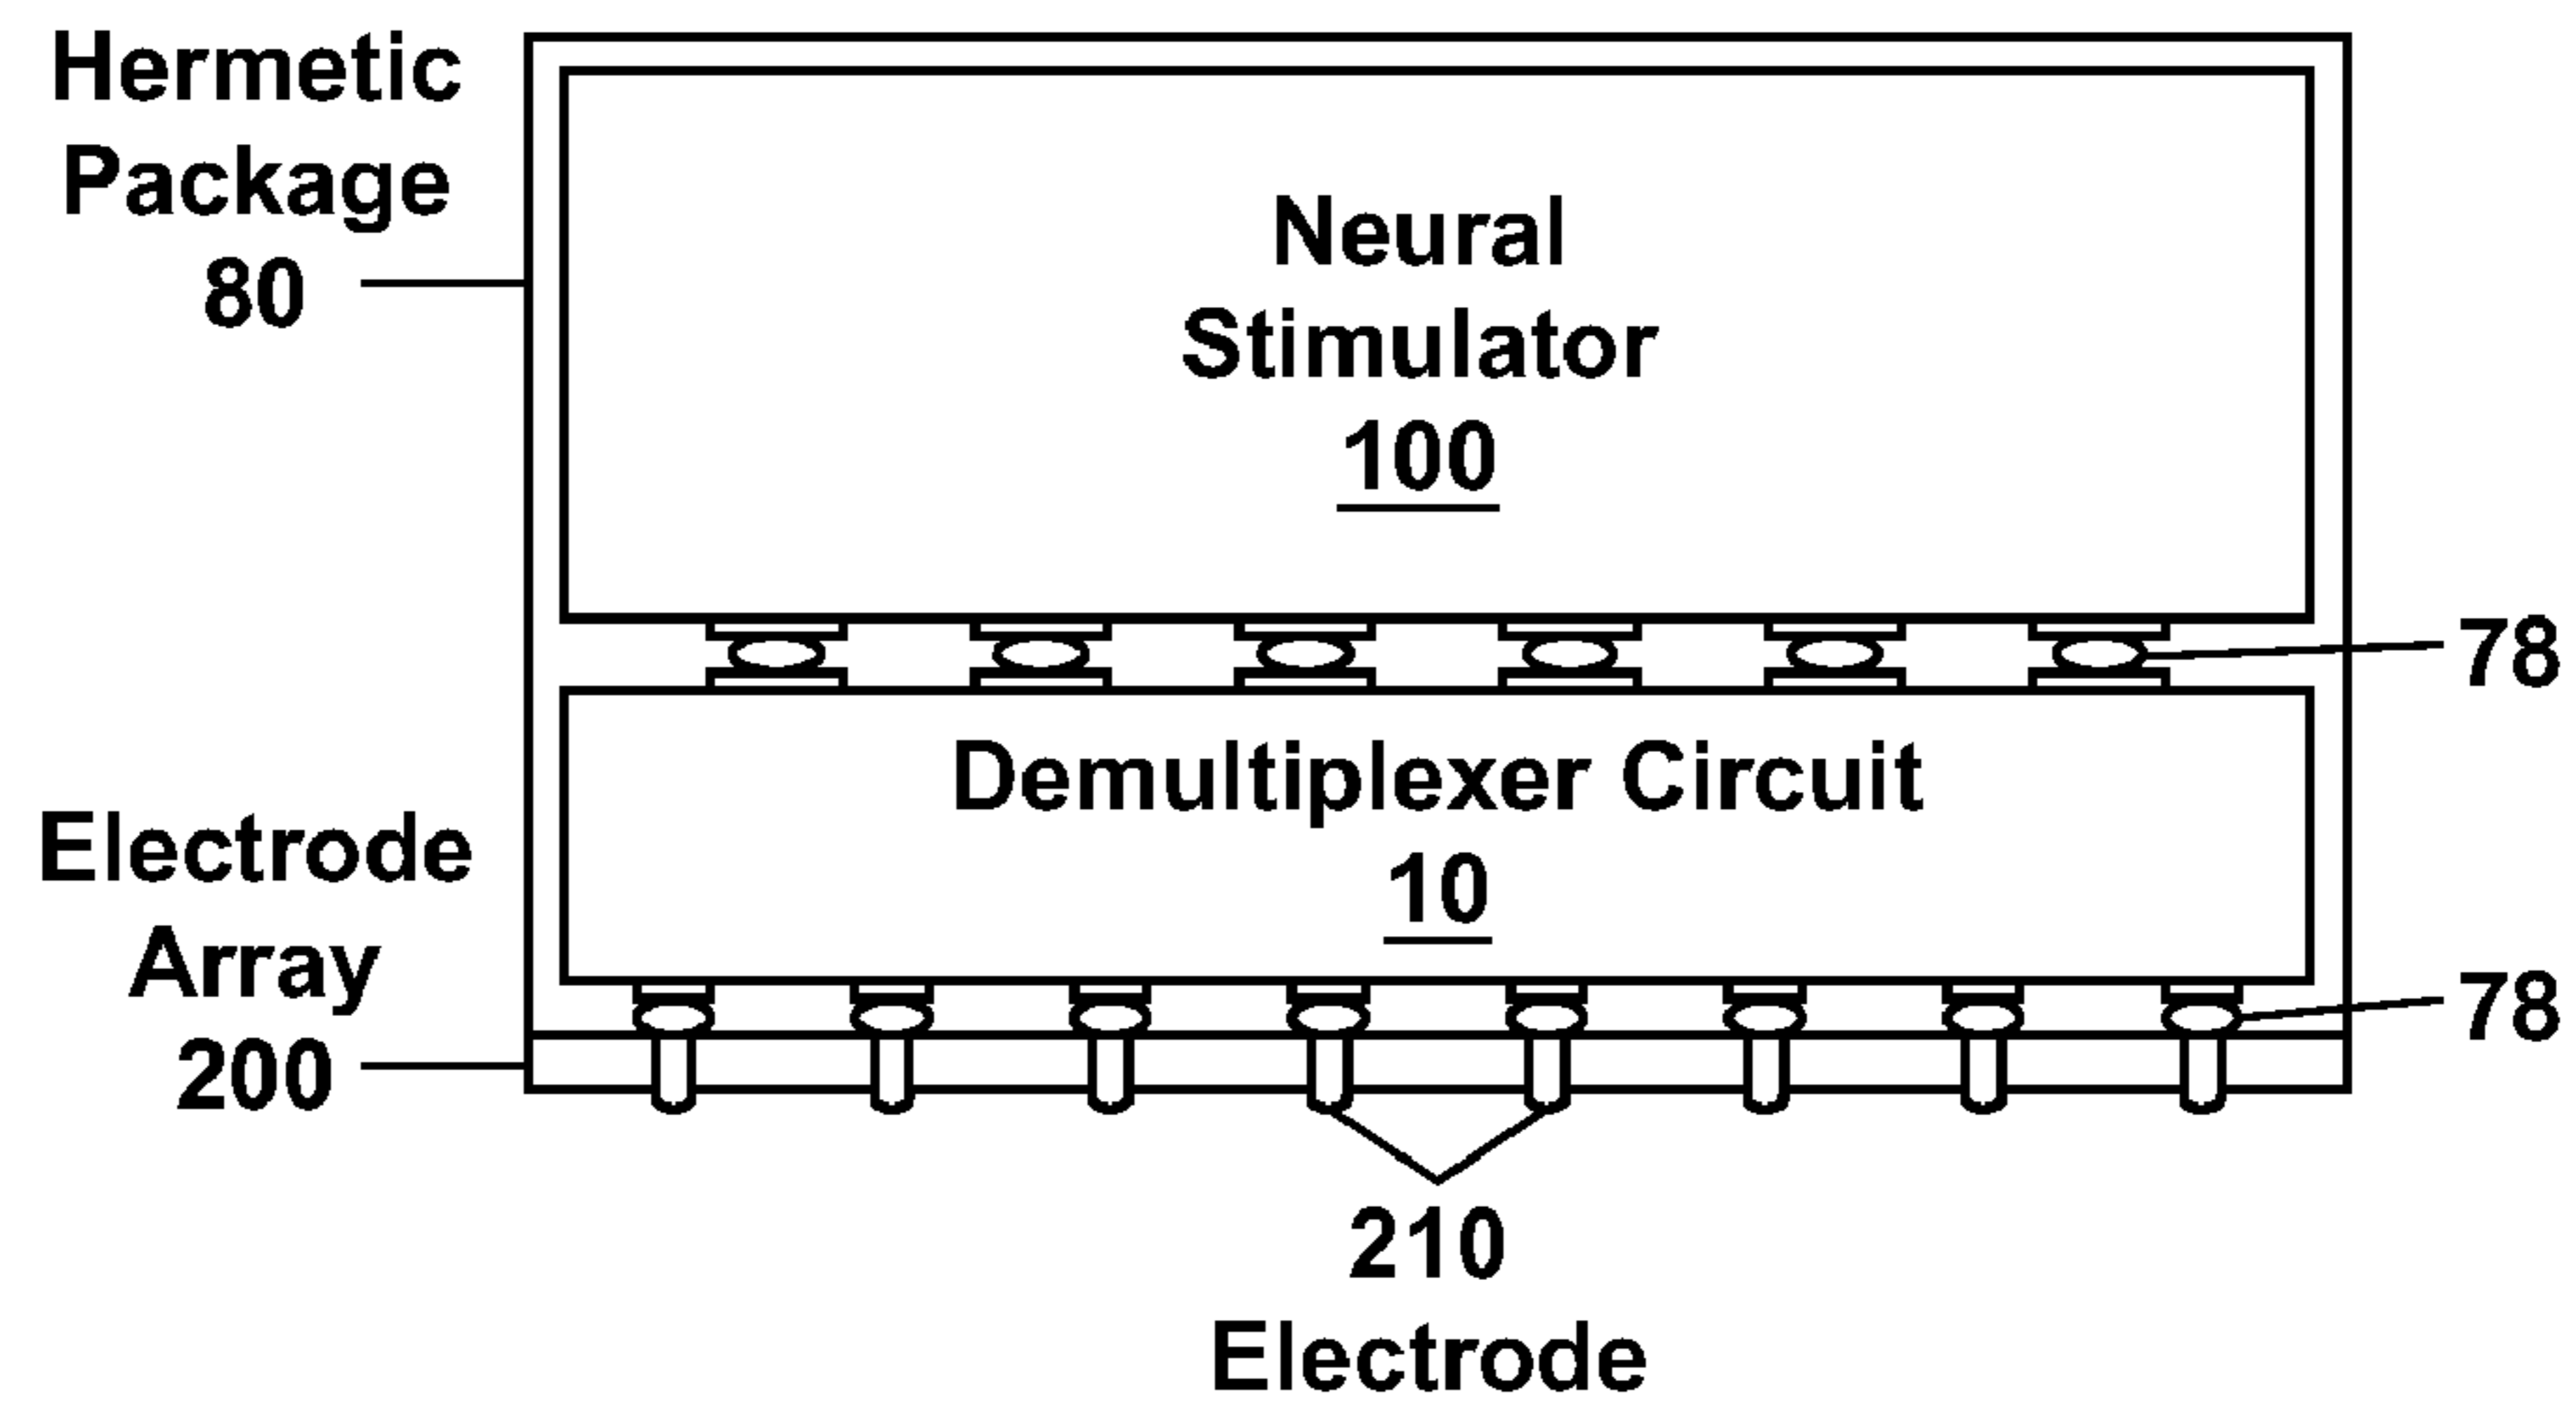 Hermetic
Package
80
Neural
Stimulator
100
78
Demultiplexer Circuit
10
Electrode
Array
200
78
210
Electrode